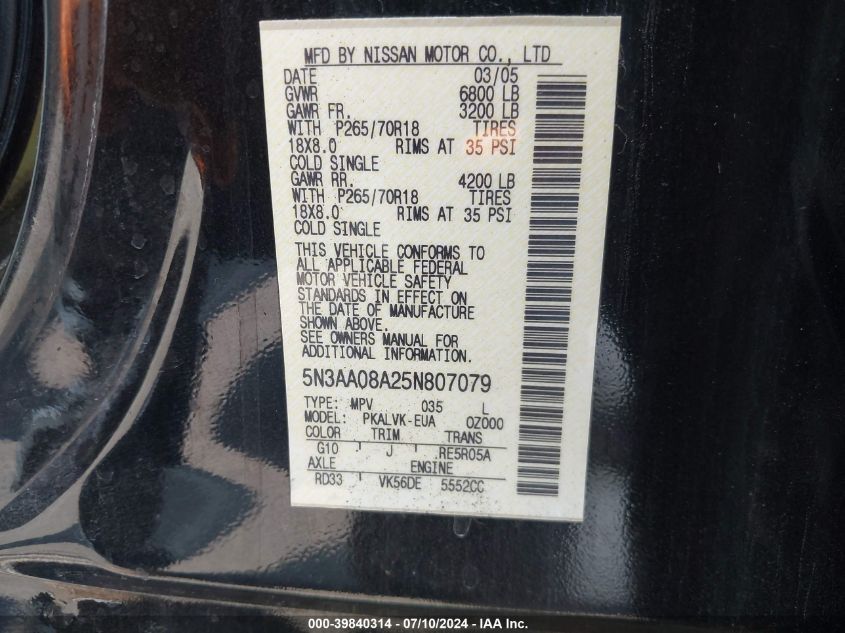 MFD BY NISSAN MOTOR CO., LTD
DATE 03/05
GVWR 6800 LB
GAWR FR. 3200 LB
WITH P265/70R18 TIRES
18X8.0 RIMS AT 35 PSI
COLD SINGLE
GAWR RR. 4200 LB
WITH P265/70R18 TIRES
18X8.0 RIMS AT 35 PSI
COLD SINGLE
THIS VEHICLE CONFORMS TO
ALL APPLICABLE FEDERAL
MOTOR VEHICLE SAFETY
STANDARDS IN EFFECT ON
THE DATE OF MANUFACTURE
SHOWN ABOVE.
SEE OWNERS MANUAL FOR
ADDITIONAL INFORMATION.
5N3AA08A25N807079
TYPE: MPV 035 L
MODEL: PKALVK-EUA 0Z000
COLOR TRIM TRANS
G10 J RE5R05A
AXLE ENGINE
RD33 VK56DE 5552CC
000-39840314 / 07/10/2024 - IAA Inc.